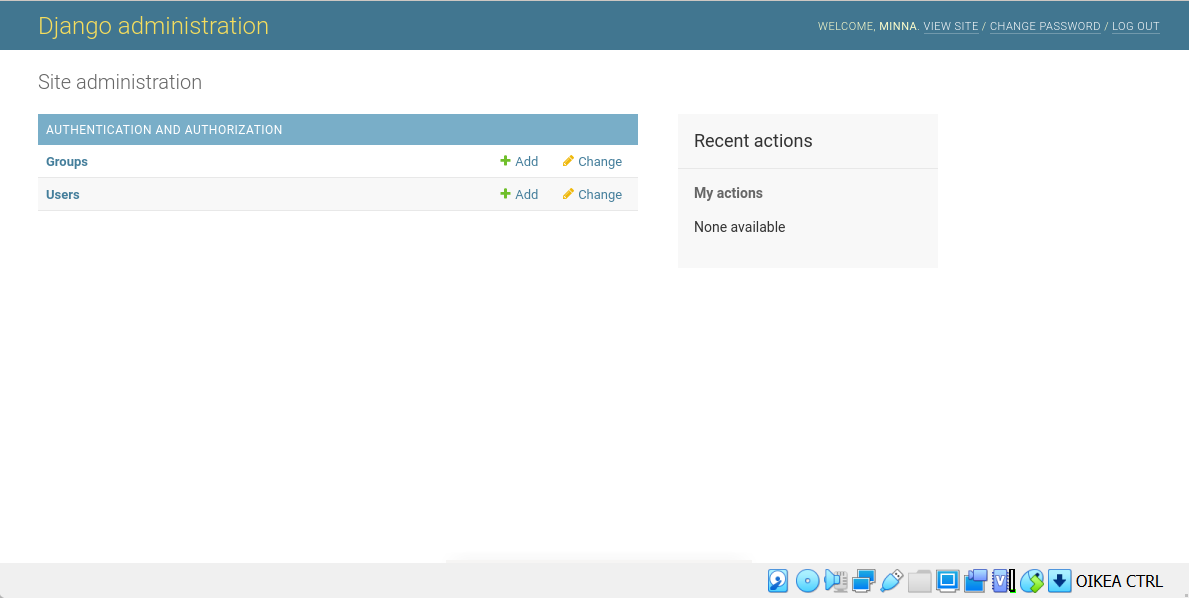 Django administration
WELCOME, MINNA. VIEW SITE / CHANGE PASSWORD / LOG OUT
Site administration
AUTHENTICATION AND AUTHORIZATION
Groups Add Change
Users Add Change
Recent actions
My actions
None available
V
OIKEA CTRL